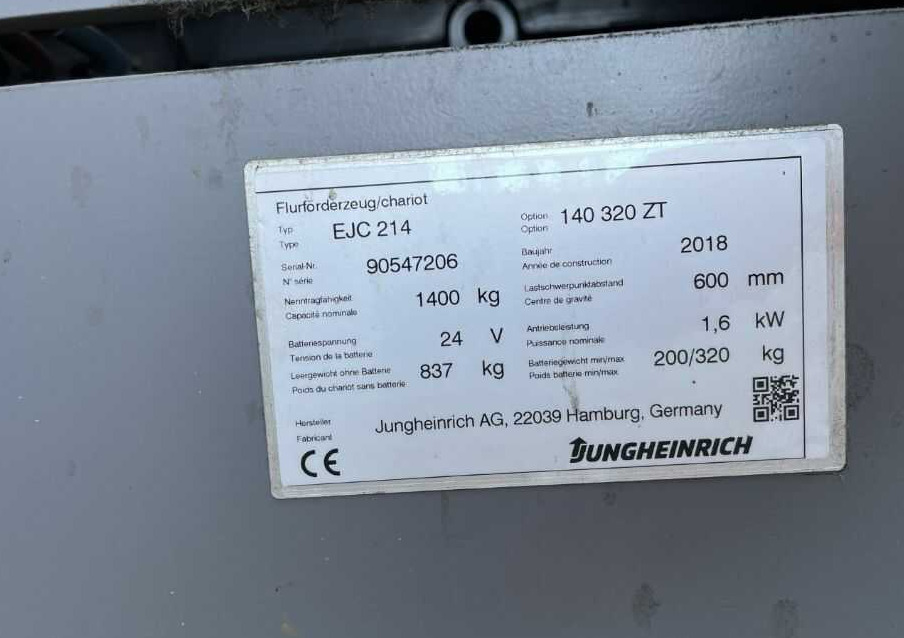 Flurförderzeug/chariot
Typ
Type
EJC 214
Option
Option
140 320 ZT
Serial-Nr.
N° série
90547206
Baujahr
Année de construction
2018
Nenntragfähigkeit
Capacité nominale
1400 kg
Lastschwerpunktabstand
Centre de gravité
600 mm
Batteriespannung
Tension de la batterie
24 V
Antriebsleistung
Puissance nominale
1,6 kW
Leergewicht ohne Batterie
Poids du chariot sans batterie
837 kg
Batteriegewicht min/max
Poids batterie min/max
200/320 kg
Hersteller
Fabricant
Jungheinrich AG, 22039 Hamburg, Germany
CE
JUNGHEINRICH